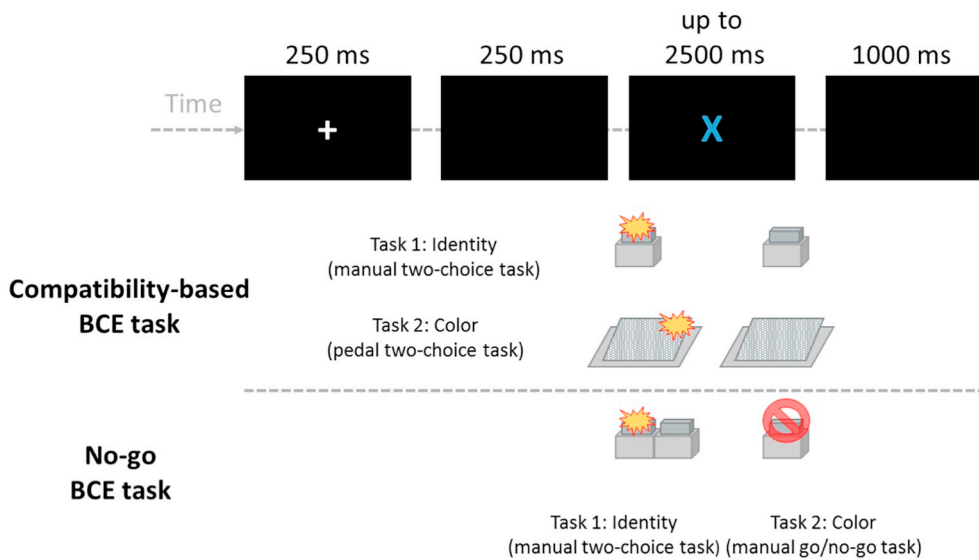 up to
250 ms 250 ms 2500 ms 1000 ms
Time
+
X
Task 1: Identity
(manual two-choice task)
Compatibility-based
BCE task
Task 2: Color
(pedal two-choice task)
No-go
BCE task
Task 1: Identity Task 2: Color
(manual two-choice task) (manual go/no-go task)